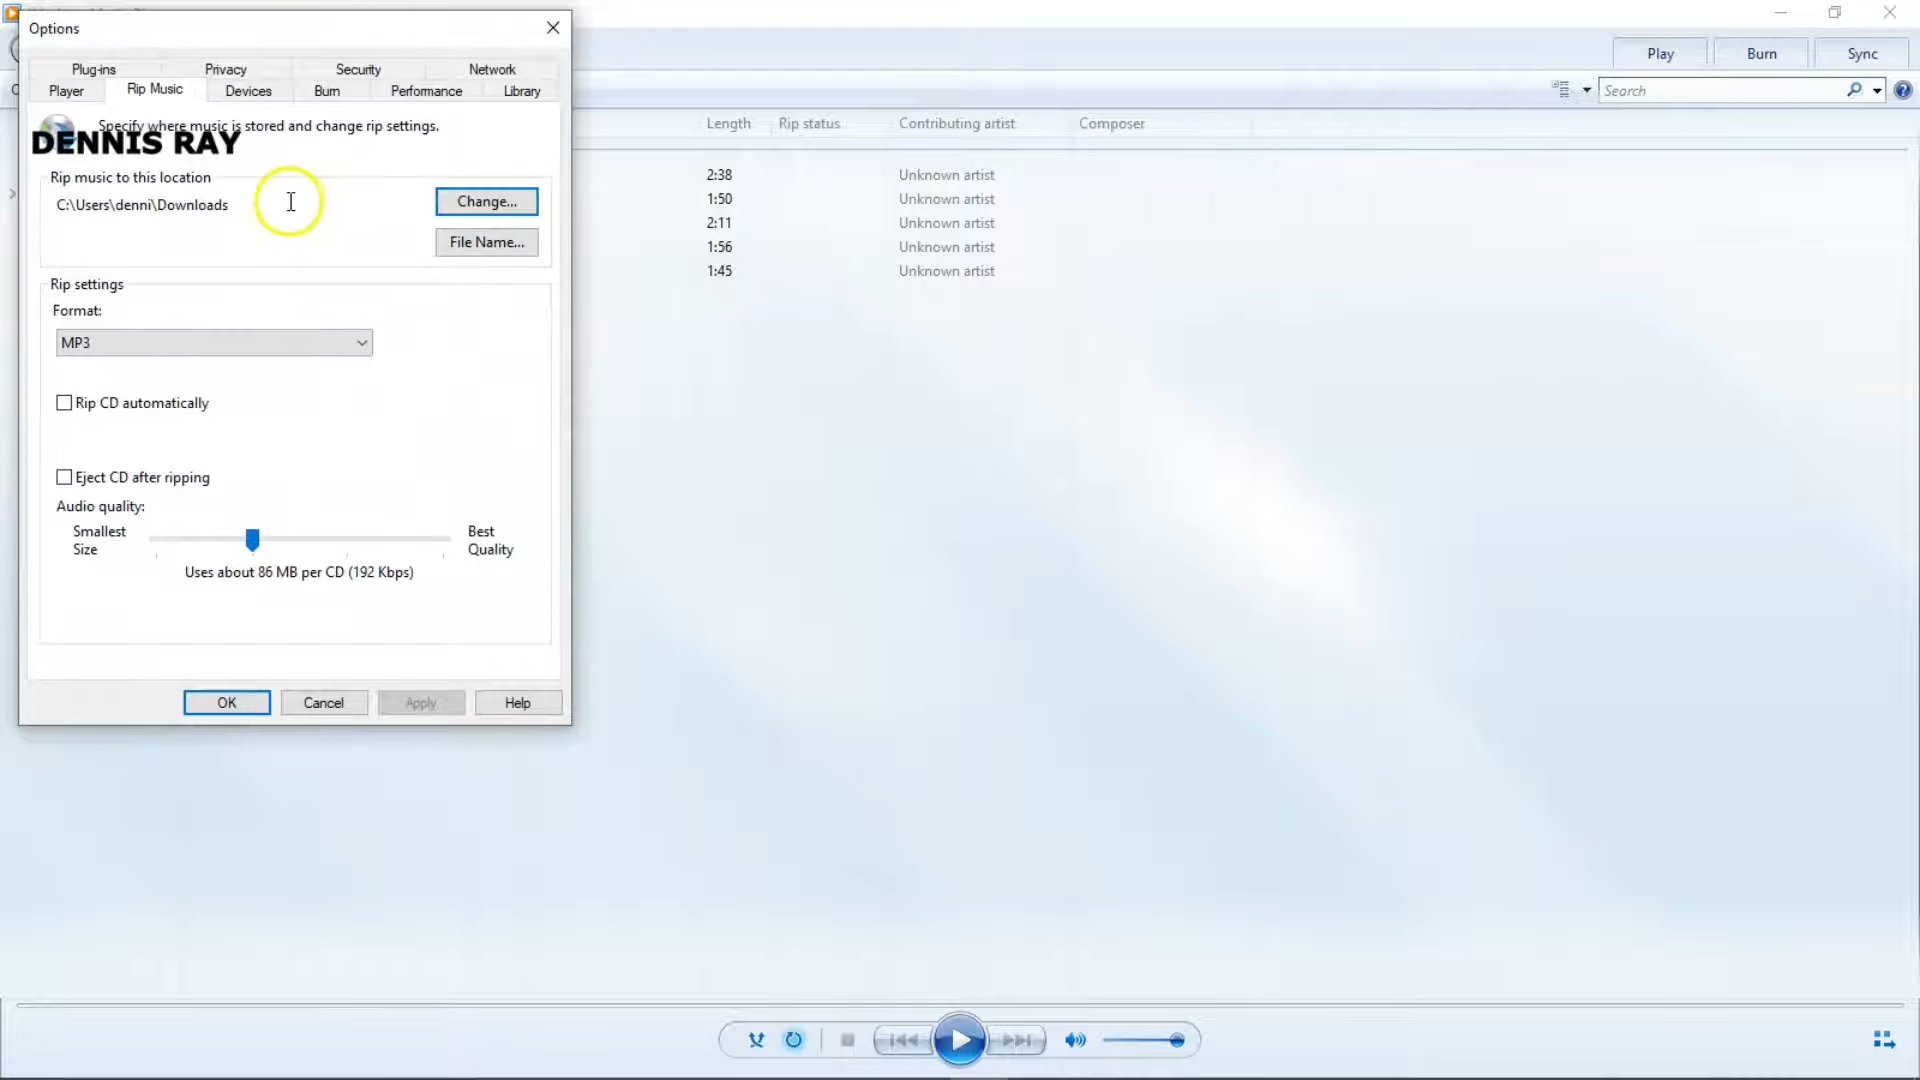 Options
Plug-ins Privacy Security Network
Player Rip Music Devices Burn Performance Library
Specify where music is stored and change rip settings.
DENNIS RAY
Rip music to this location
C:\Users\denni\Downloads
Change...
File Name...
Rip settings
Format:
MP3
Rip CD automatically
Eject CD after ripping
Audio quality:
Smallest Size
Best Quality
Uses about 86 MB per CD (192 Kbps)
OK Cancel Apply Help
Play Burn Sync
Search
Length Rip status Contributing artist Composer
2:38 Unknown artist
1:50 Unknown artist
2:11 Unknown artist
1:56 Unknown artist
1:45 Unknown artist